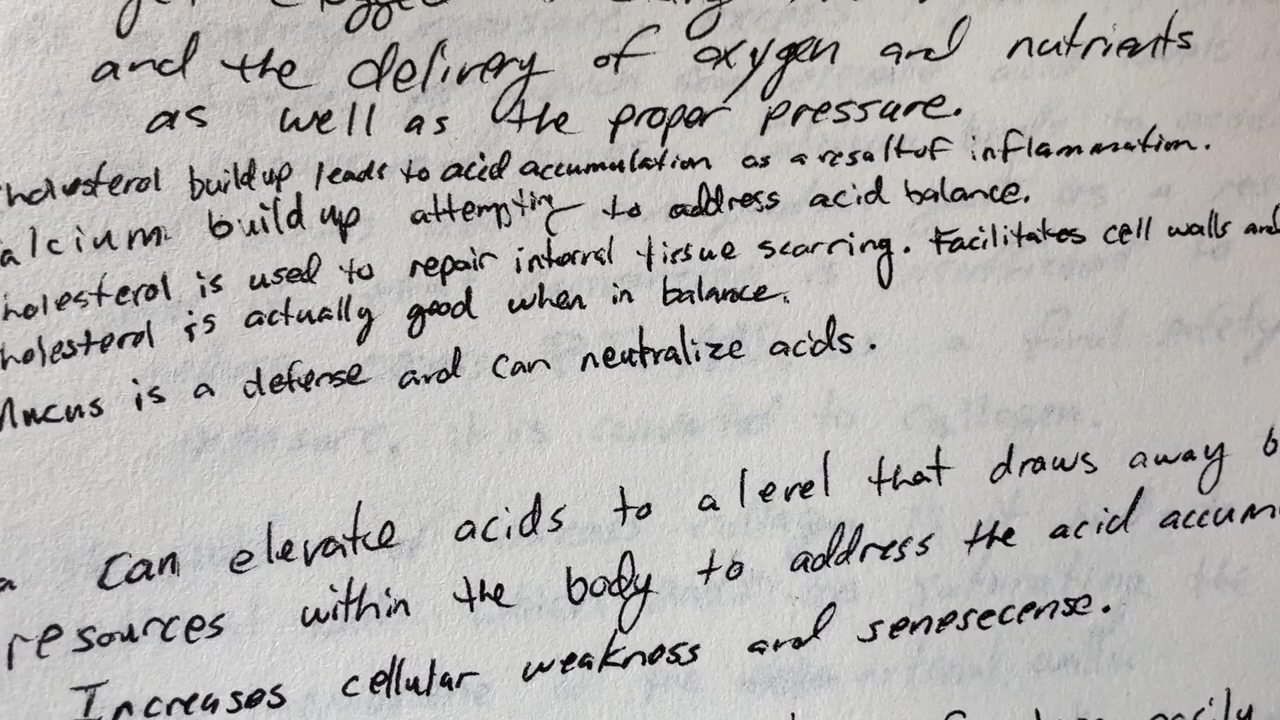 and the delivery of oxygen and nutrients
as well as the proper pressure.
holusterol buildup leads to acid accumulation as a result of inflammation.
alcium build up attempting to address acid balance.
holesterol is used to repair internal tissue scarring. Facilitates cell walls and
holesterol is actually good when in balance.
Mucus is a defense and can neutralize acids.
a can elevate acids to a level that draws away b
resources within the body to address the acid accum
Increases cellular weakness and senesecense.